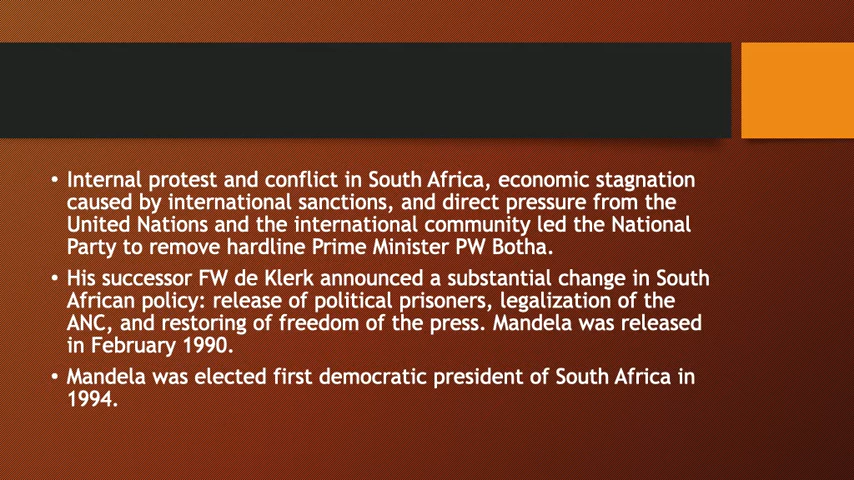 • Internal protest and conflict in South Africa, economic stagnation
caused by international sanctions, and direct pressure from the
United Nations and the international community led the National
Party to remove hardline Prime Minister PW Botha.
• His successor FW de Klerk announced a substantial change in South
African policy: release of political prisoners, legalization of the
ANC, and restoring of freedom of the press. Mandela was released
in February 1990.
• Mandela was elected first democratic president of South Africa in
1994.